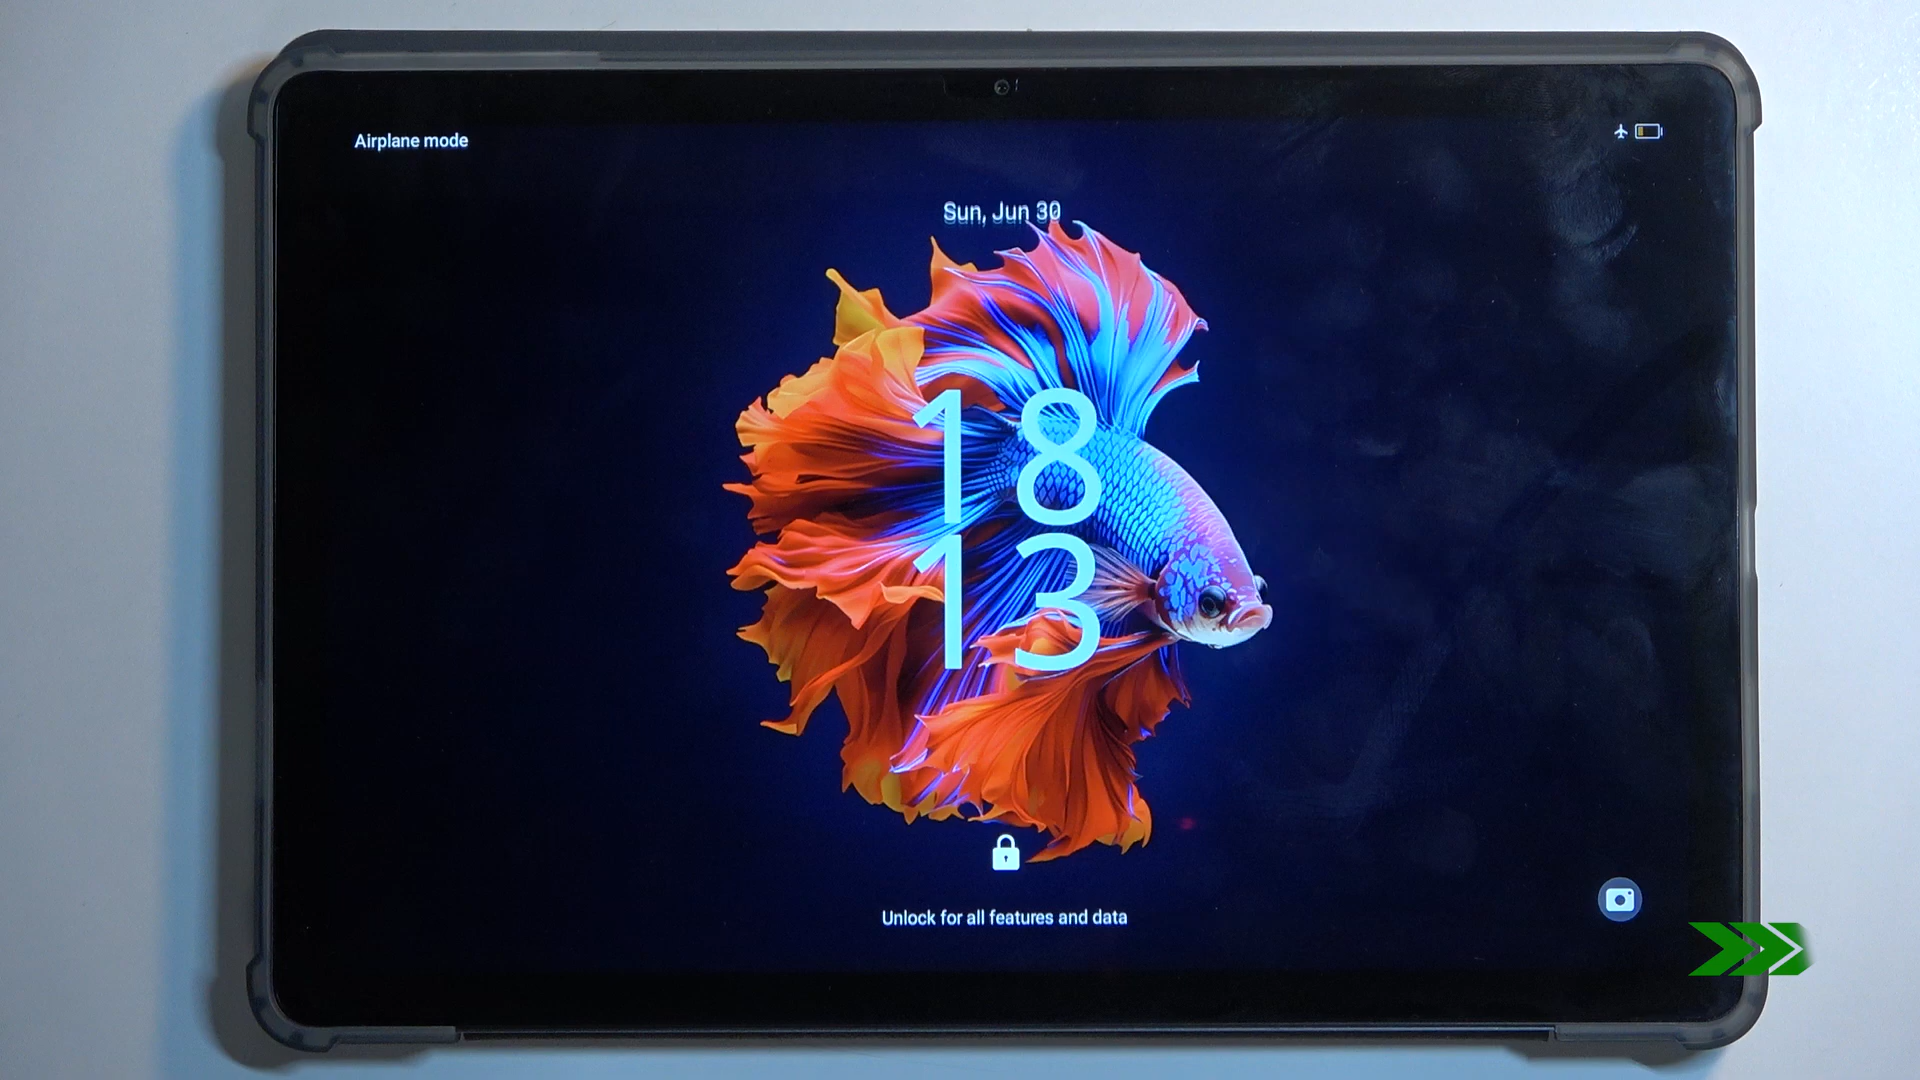 Airplane mode
Sun, Jun 30
18
13
Unlock for all features and data